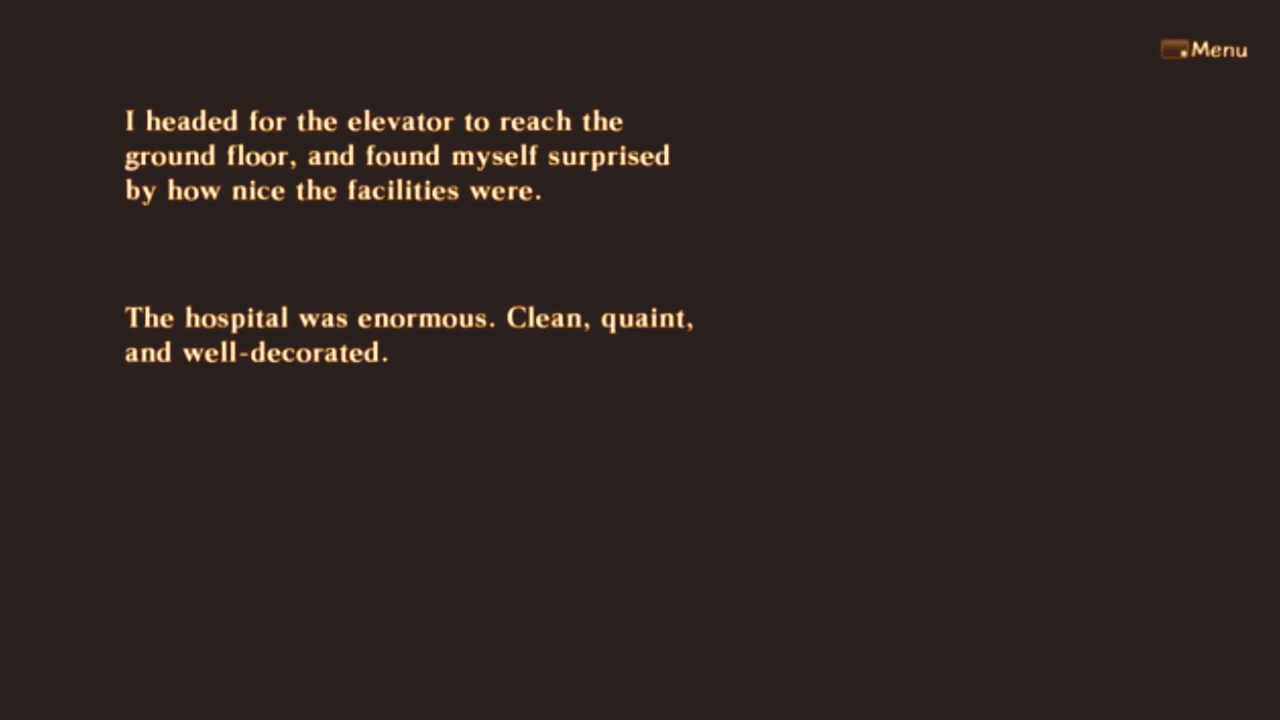 Menu
I headed for the elevator to reach the
ground floor, and found myself surprised
by how nice the facilities were.
The hospital was enormous. Clean, quaint,
and well-decorated.